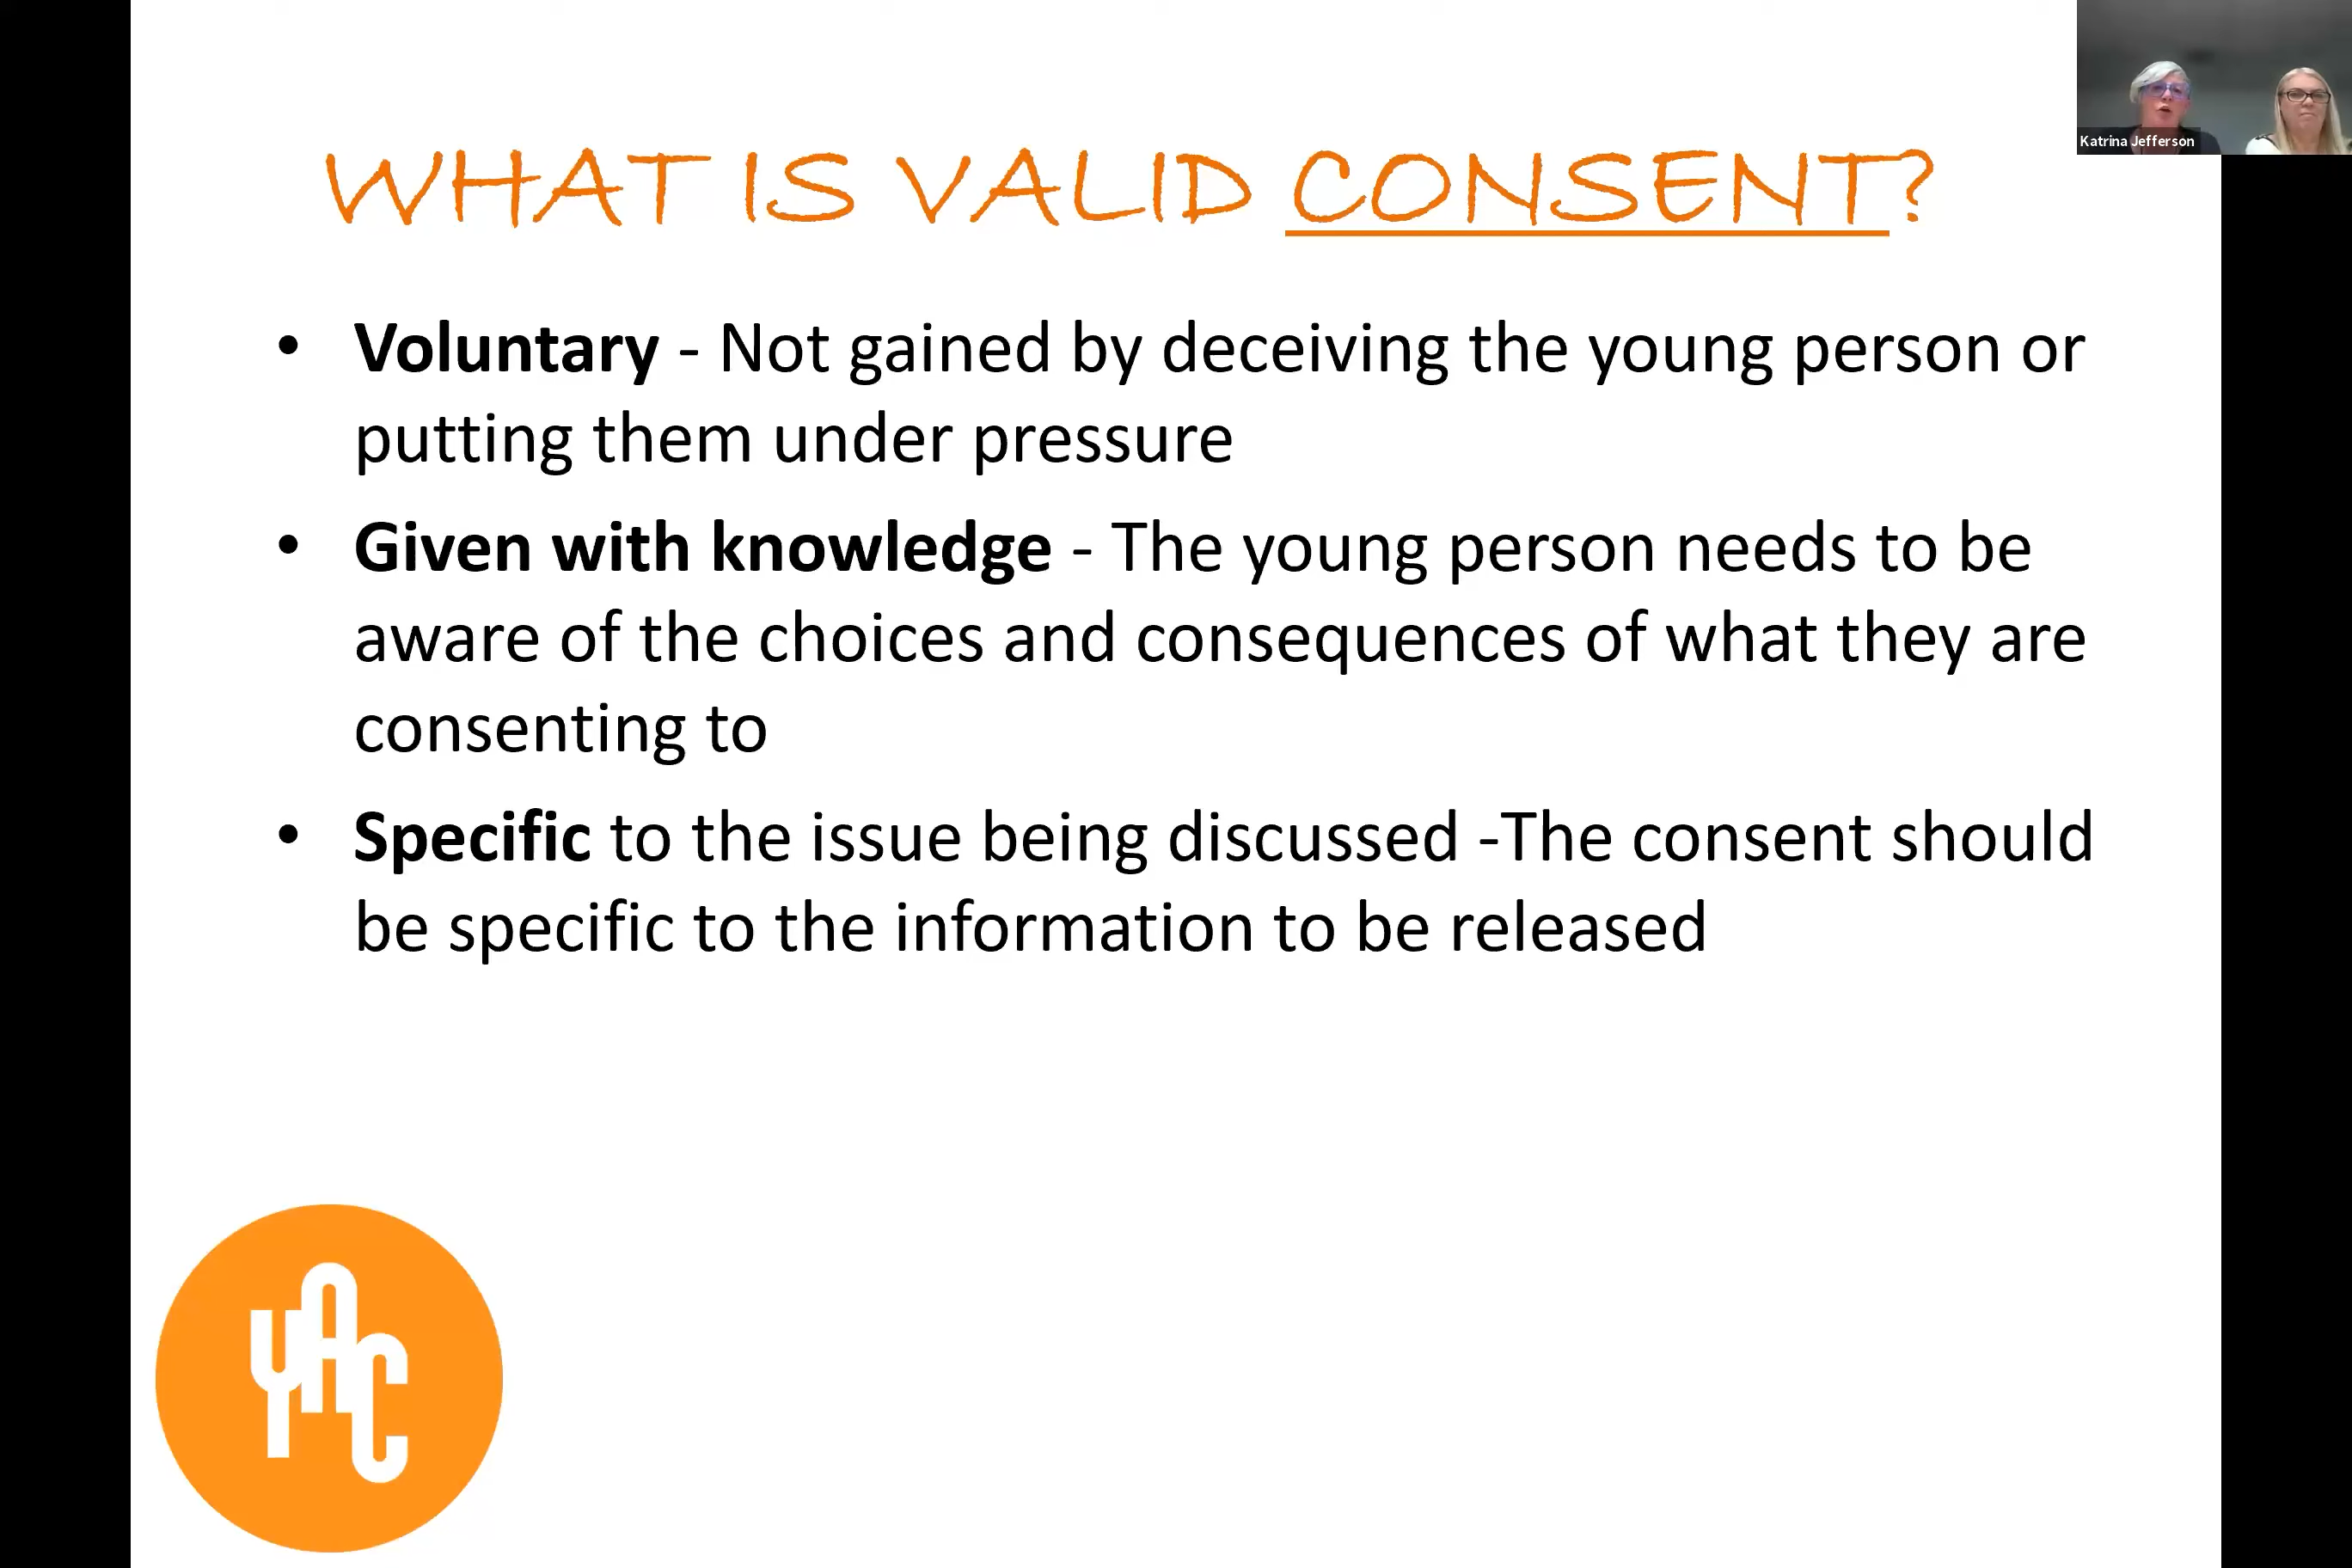 WHAT IS VALID CONSENT?
Katrina Jefferson
• Voluntary - Not gained by deceiving the young person or
putting them under pressure
• Given with knowledge - The young person needs to be
aware of the choices and consequences of what they are
consenting to
• Specific to the issue being discussed -The consent should
be specific to the information to be released
YAC